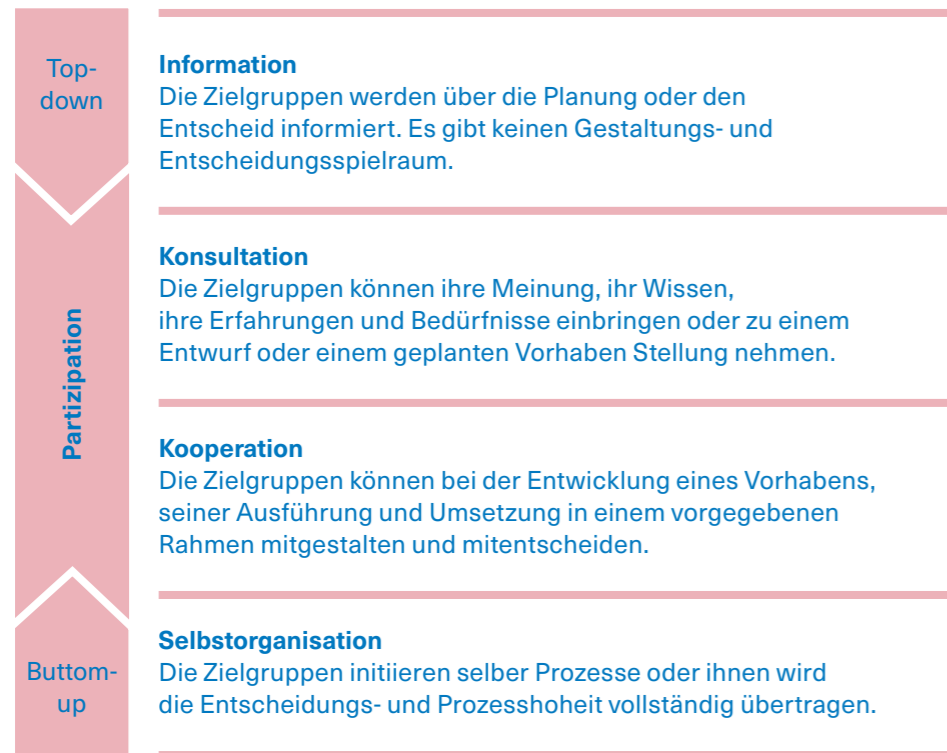 Top-
down
Information
Die Zielgruppen werden über die Planung oder den
Entscheid informiert. Es gibt keinen Gestaltungs- und
Entscheidungsspielraum.
Partizipation
Konsultation
Die Zielgruppen können ihre Meinung, ihr Wissen,
ihre Erfahrungen und Bedürfnisse einbringen oder zu einem
Entwurf oder einem geplanten Vorhaben Stellung nehmen.
Kooperation
Die Zielgruppen können bei der Entwicklung eines Vorhabens,
seiner Ausführung und Umsetzung in einem vorgegebenen
Rahmen mitgestalten und mitentscheiden.
Buttom-
up
Selbstorganisation
Die Zielgruppen initiieren selber Prozesse oder ihnen wird
die Entscheidungs- und Prozesshoheit vollständig übertragen.